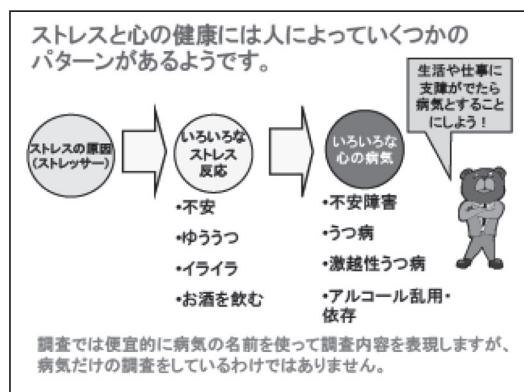 ストレスと心の健康には人によっていくつかの
パターンがあるようです。
生活や仕事に
支障がでたら
病気とすること
にしよう！
ストレスの原因
（ストレッサー）
いろいろな
ストレス
反応
いろいろな
心の病気
・不安
・ゆううつ
・イライラ
・お酒を飲む
・不安障害
・うつ病
・激越性うつ病
・アルコール乱用・
依存
調査では便宜的に病気の名前を使って調査内容を表現しますが、
病気だけの調査をしているわけではありません。